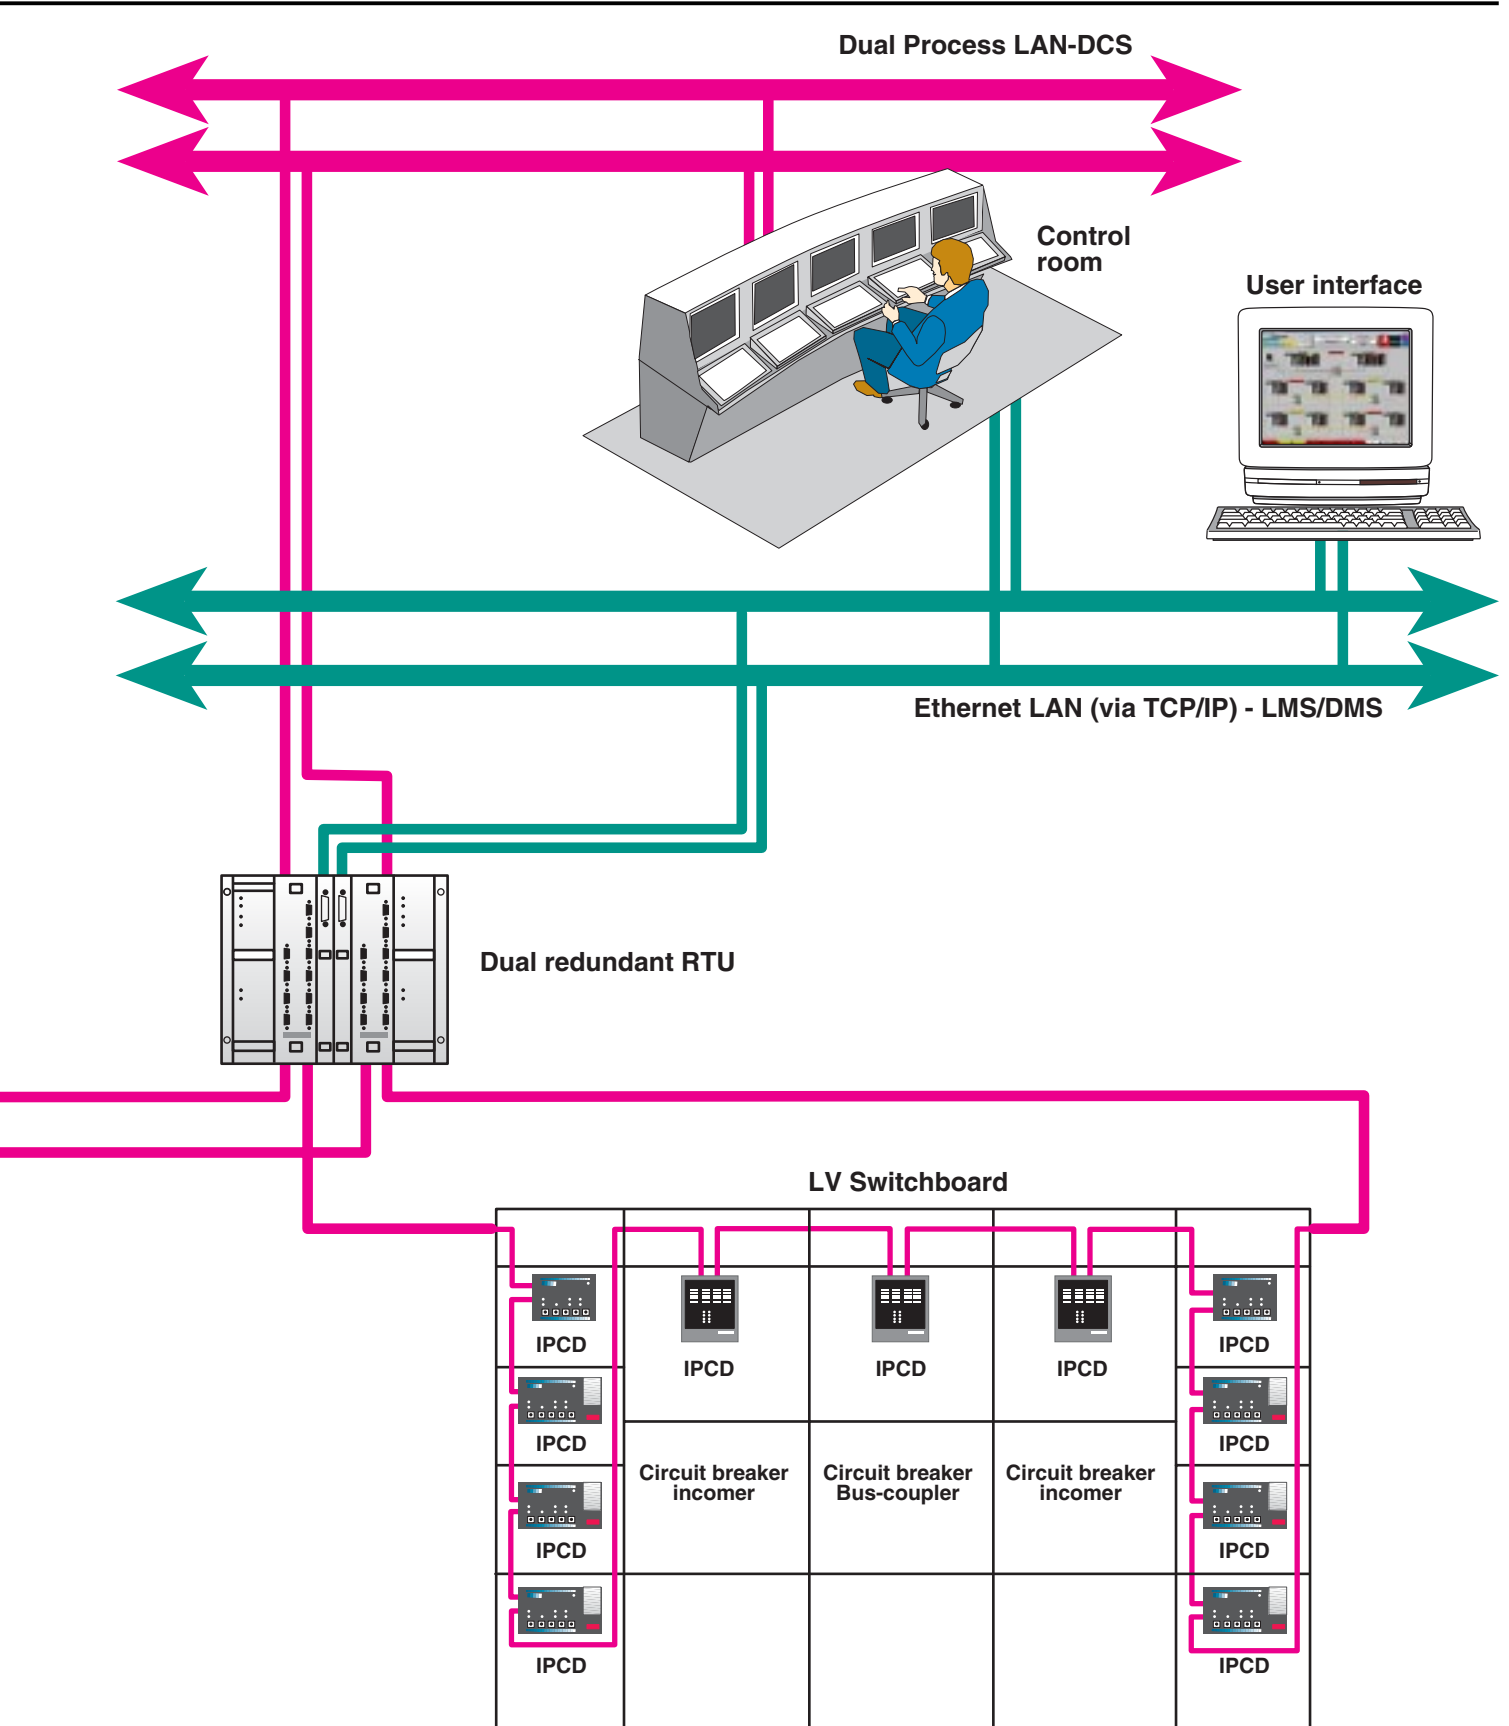 Dual Process LAN-DCS
Control
room
User interface
Ethernet LAN (via TCP/IP) - LMS/DMS
Dual redundant RTU
LV Switchboard
IPCD
IPCD
IPCD
IPCD
IPCD
IPCD
IPCD
Circuit breaker
incomer
Circuit breaker
Bus-coupler
Circuit breaker
incomer
IPCD
IPCD
IPCD
IPCD